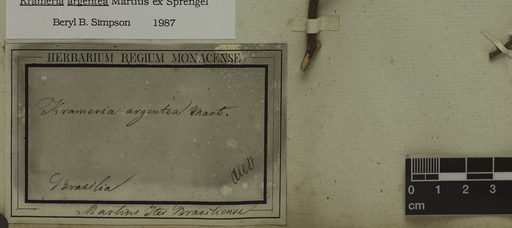 Krameria argentea Martius ex Sprengel
Beryl B. Simpson 1987
HERBARIUM REGIUM MONACENSE
Krameria argentea Mart.
Brasilia
Martius Iter Brasiliense
0 1 2 3
cm